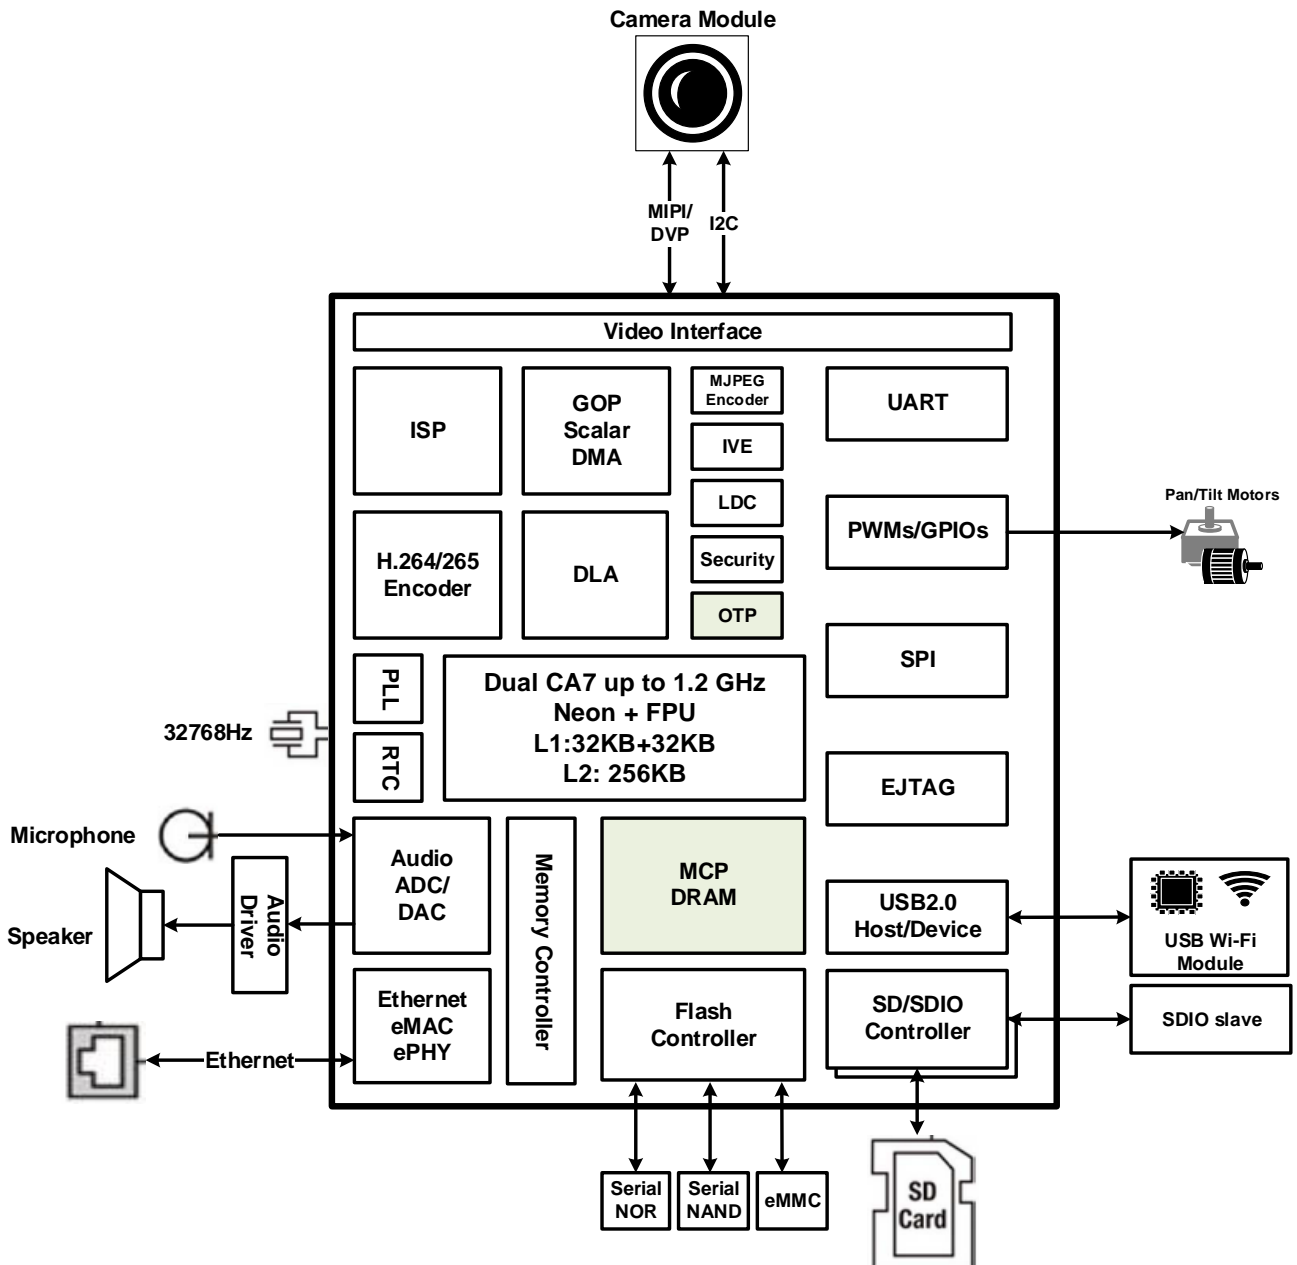 Camera Module
MIPI/
DVP
I2C
Video Interface
ISP
GOP
Scalar
DMA
MJPEG
Encoder
IVE
LDC
Security
OTP
UART
H.264/265
Encoder
DLA
PWMs/GPIOs
Pan/Tilt Motors
SPI
PLL
RTC
32768Hz
Dual CA7 up to 1.2 GHz
Neon + FPU
L1:32KB+32KB
L2: 256KB
EJTAG
Microphone
Speaker
Audio
Driver
Audio
ADC/
DAC
Memory Controller
MCP
DRAM
USB2.0
Host/Device
USB Wi-Fi
Module
Ethernet
Ethernet
eMAC
ePHY
Flash
Controller
SD/SDIO
Controller
SDIO slave
Serial
NOR
Serial
NAND
eMMC
SD
Card